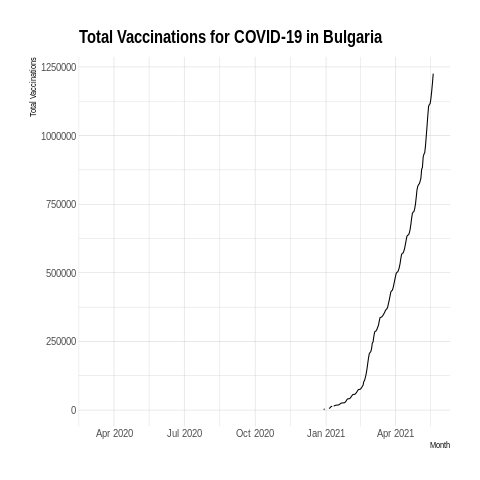 Total Vaccinations for COVID-19 in Bulgaria
Total Vaccinations
1250000
1000000
750000
500000
250000
0
Apr 2020 Jul 2020 Oct 2020 Jan 2021 Apr 2021
Month